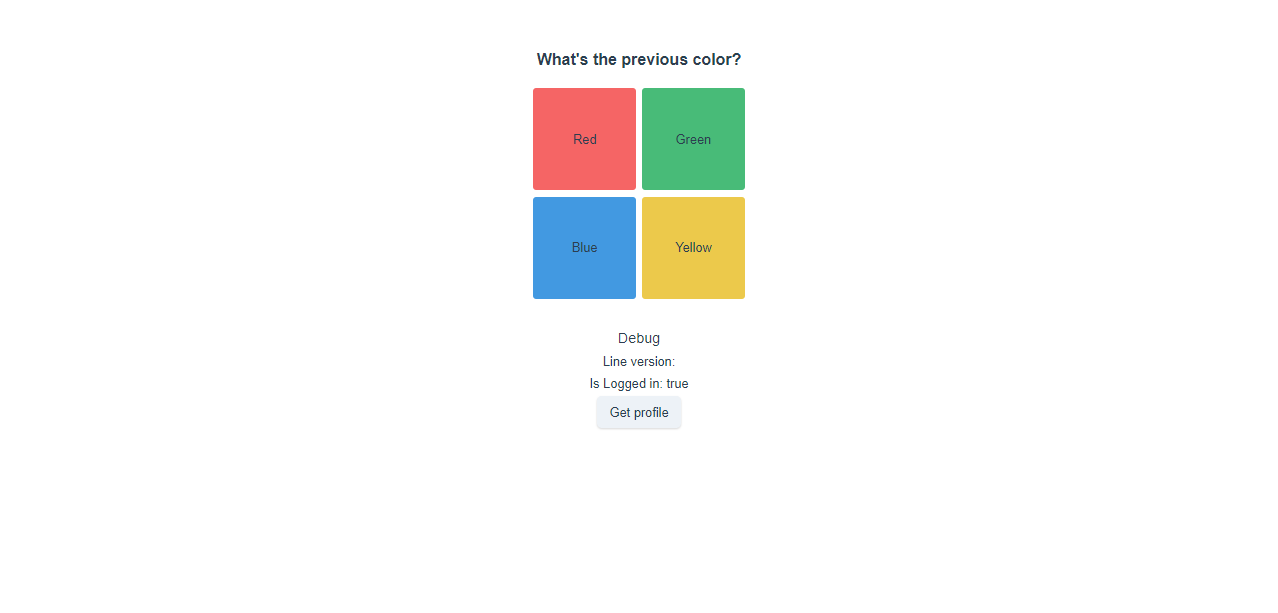 What's the previous color?
Red
Green
Blue
Yellow
Debug
Line version:
Is Logged in: true
Get profile